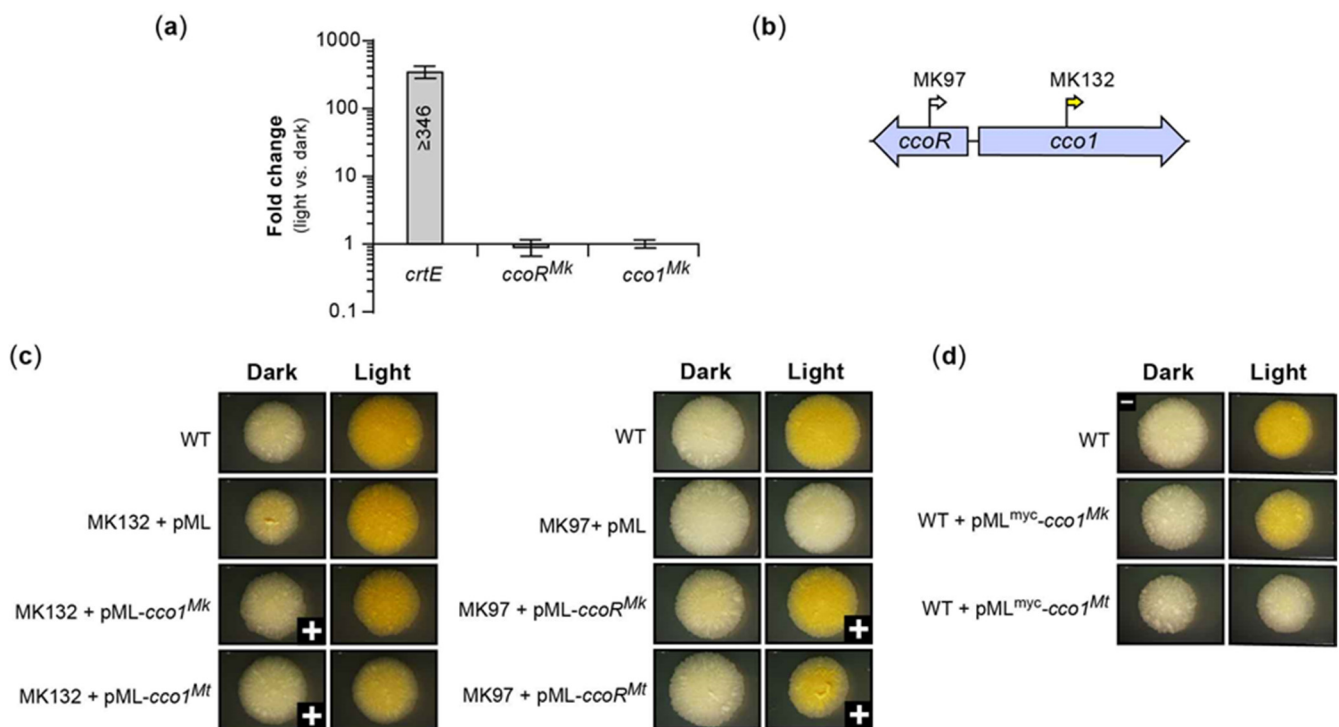 (a)
Fold change
(light vs. dark)
1000
100
10
1
0.1
≥346
crtE
ccoR^Mk
cco1^Mk
(b)
MK97
MK132
ccoR
cco1
(c)
Dark
Light
WT
MK132 + pML
MK132 + pML-cco1^Mk
+
MK132 + pML-cco1^Mt
+
Dark
Light
WT
MK97+ pML
MK97 + pML-ccoR^Mk
+
MK97 + pML-ccoR^Mt
+
(d)
Dark
Light
−
WT
WT + pML^myc-cco1^Mk
WT + pML^myc-cco1^Mt